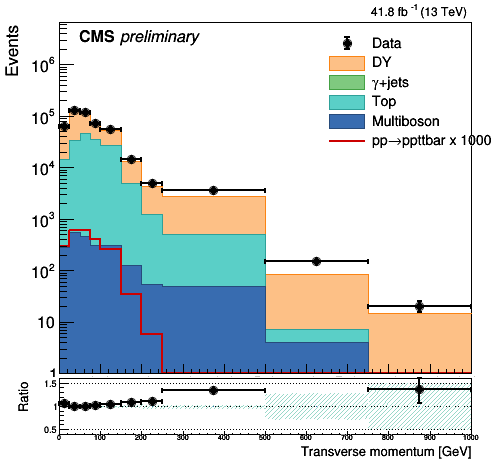 41.8 fb⁻¹ (13 TeV)
CMS preliminary
Events
Data
DY
γ+jets
Top
Multiboson
pp→ppttbar x 1000
10⁶
10⁵
10⁴
10³
10²
10
1
Ratio
1.5
1
0.5
0 100 200 300 400 500 600 700 800 900 1000
Transverse momentum [GeV]